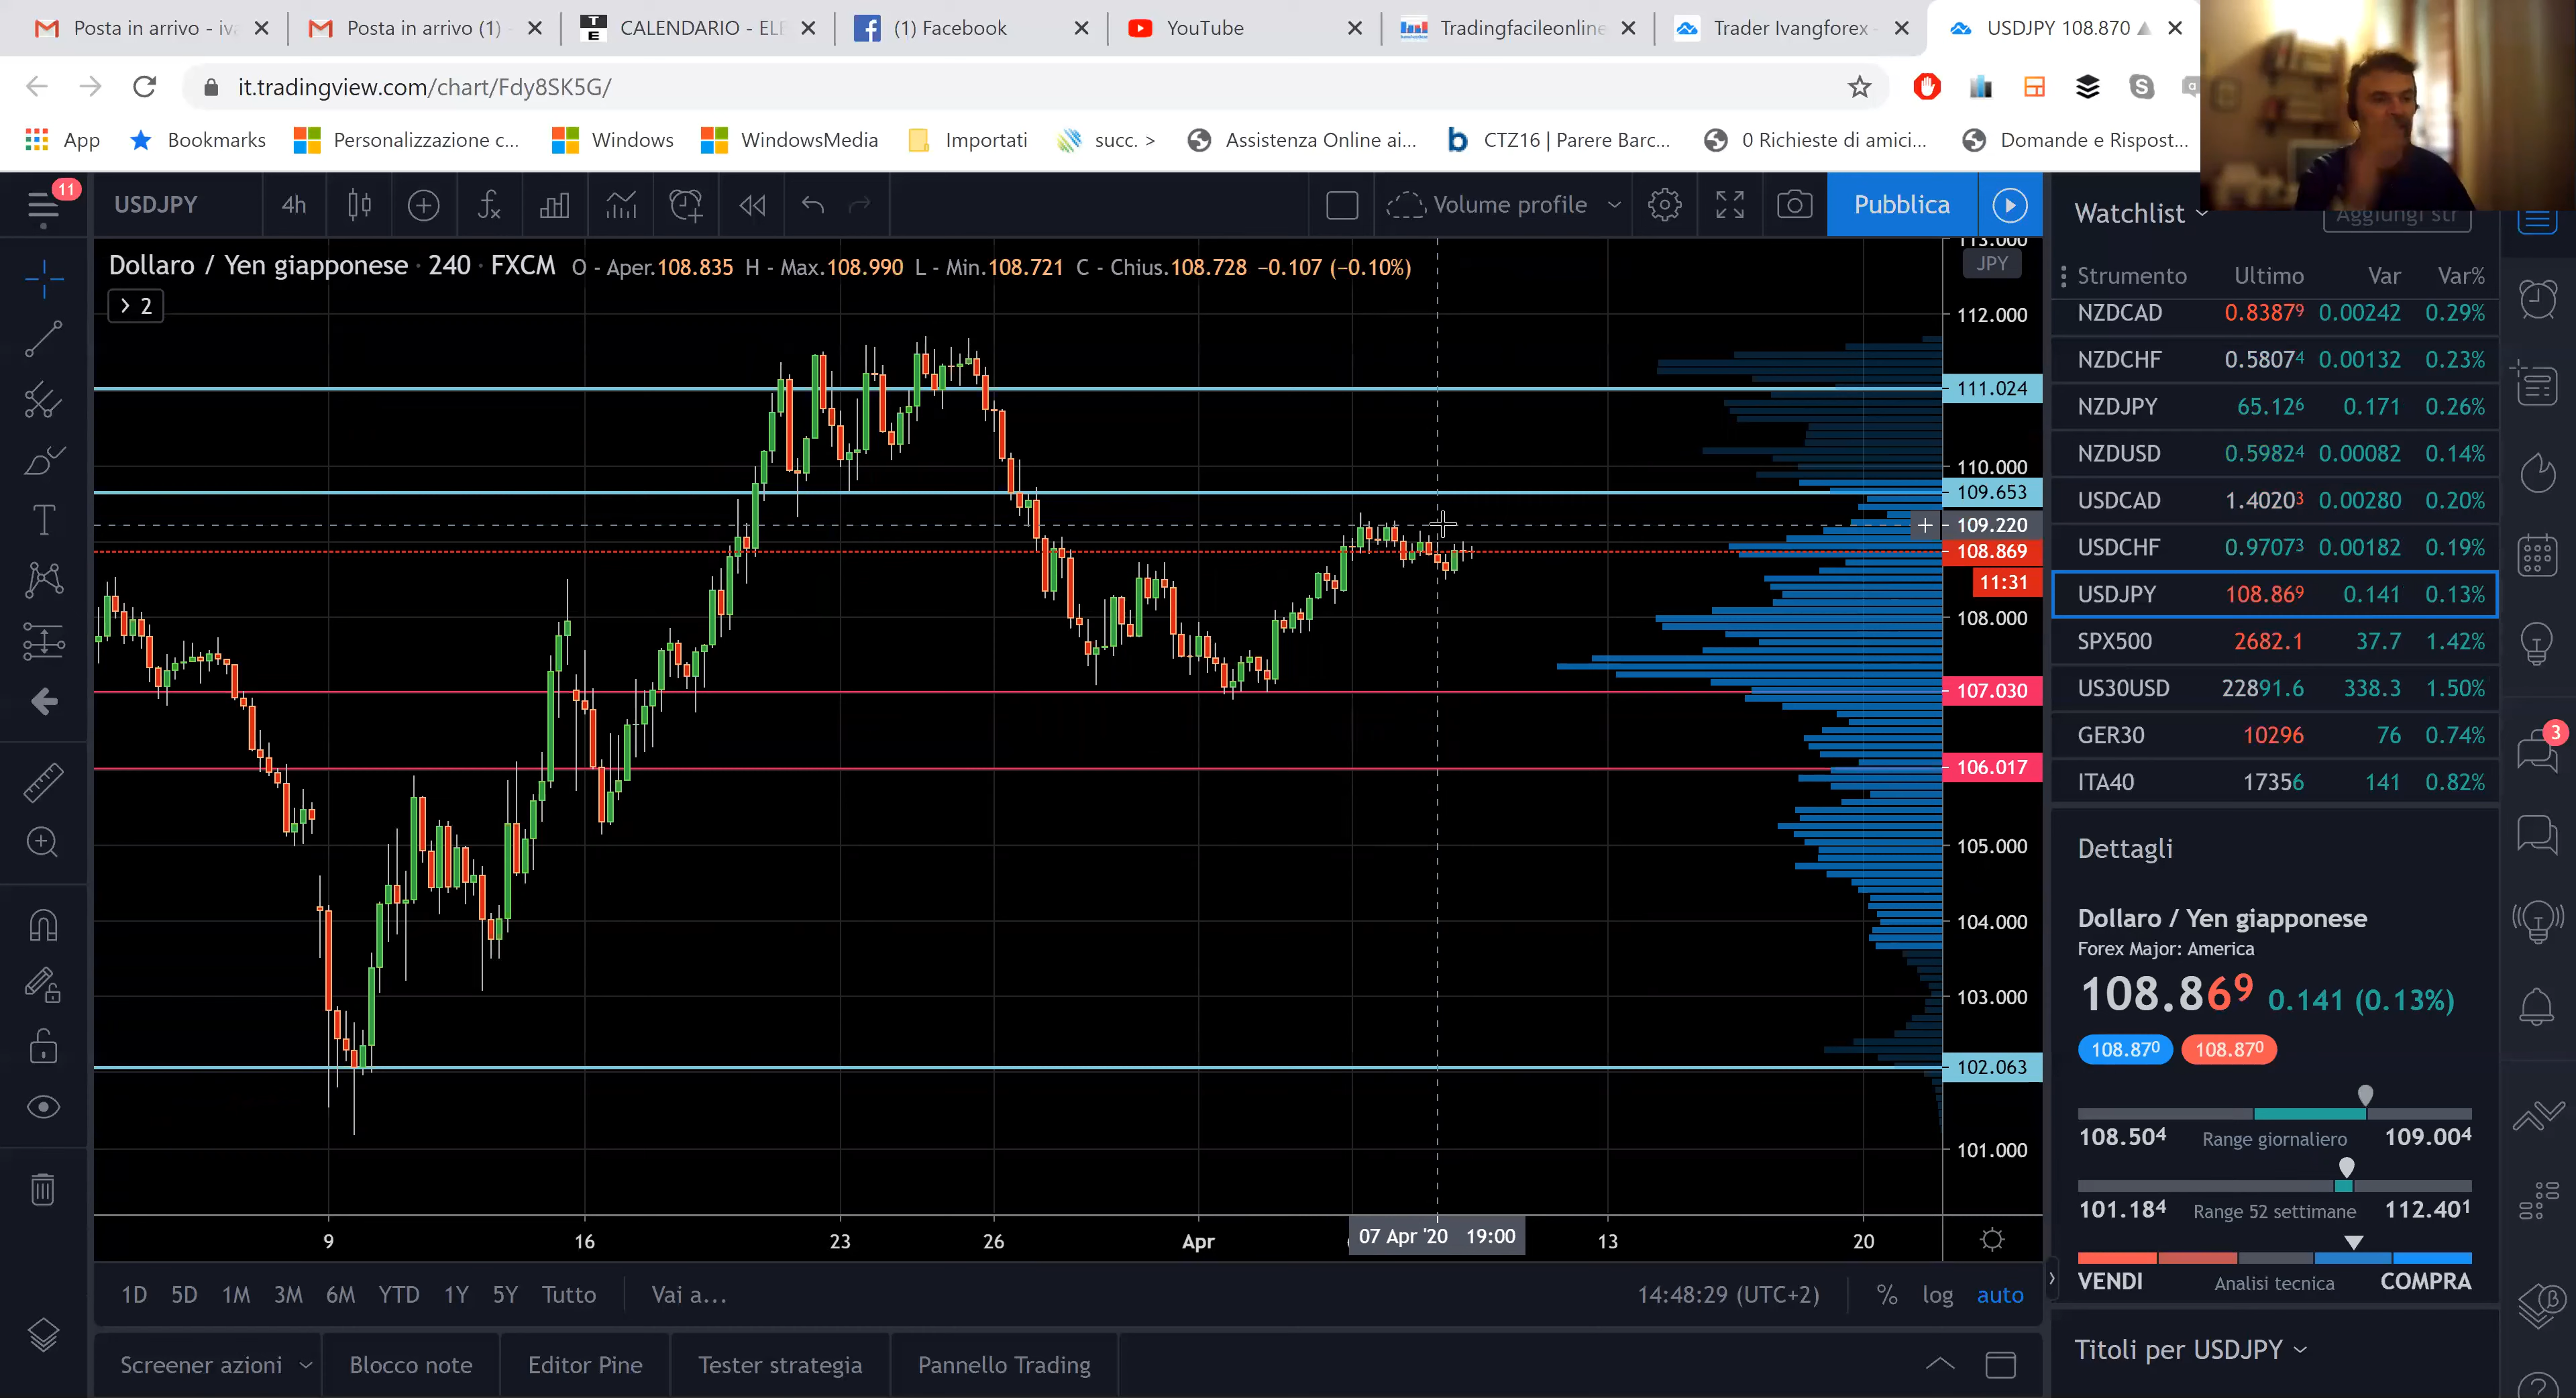 Posta in arrivo - iva
Posta in arrivo (1) -
CALENDARIO - ELE
(1) Facebook
YouTube
Tradingfacileonline
Trader Ivangforex -
USDJPY 108.870
it.tradingview.com/chart/Fdy8SK5G/
App
Bookmarks
Personalizzazione c...
Windows
WindowsMedia
Importati
succ. >
Assistenza Online ai...
CTZ16 | Parere Barc...
0 Richieste di amici...
Domande e Rispost...
11
USDJPY
4h
Volume profile
Pubblica
Dollaro / Yen giapponese · 240 · FXCM O - Aper.108.835 H - Max.108.990 L - Min.108.721 C - Chius.108.728 −0.107 (−0.10%)
2
113.000
JPY
112.000
111.024
110.000
109.653
109.220
108.869
11:31
108.000
107.030
106.017
105.000
104.000
103.000
102.063
101.000
9
16
23
26
Apr
07 Apr '20 19:00
13
20
1D 5D 1M 3M 6M YTD 1Y 5Y Tutto
Vai a...
14:48:29 (UTC+2)
%
log
auto
Screener azioni
Blocco note
Editor Pine
Tester strategia
Pannello Trading
Watchlist
Aggiungi str
Strumento Ultimo Var Var%
NZDCAD 0.83879 0.00242 0.29%
NZDCHF 0.58074 0.00132 0.23%
NZDJPY 65.126 0.171 0.26%
NZDUSD 0.59824 0.00082 0.14%
USDCAD 1.40203 0.00280 0.20%
USDCHF 0.97073 0.00182 0.19%
USDJPY 108.869 0.141 0.13%
SPX500 2682.1 37.7 1.42%
US30USD 22891.6 338.3 1.50%
GER30 10296 76 0.74%
ITA40 17356 141 0.82%
Dettagli
Dollaro / Yen giapponese
Forex Major: America
108.869 0.141 (0.13%)
108.870 108.870
108.504 Range giornaliero 109.004
101.184 Range 52 settimane 112.401
VENDI Analisi tecnica COMPRA
Titoli per USDJPY
3